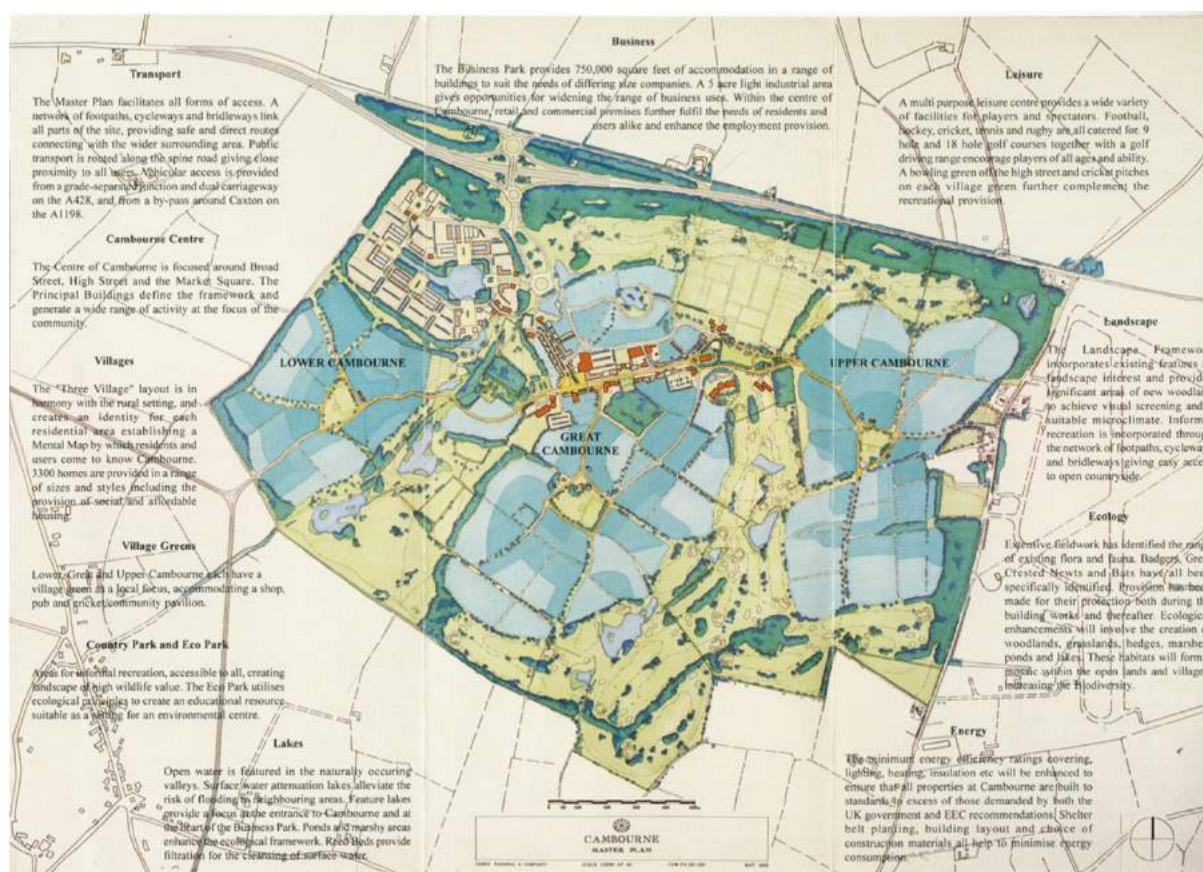 Business
The Business Park provides 750,000 square feet of accommodation in a range of
buildings to suit the needs of differing size companies. A 5 acre light industrial area
gives opportunities for widening the range of business uses. Within the centre of
Cambourne, retail and commercial premises further fulfil the needs of residents and
users alike and enhance the employment provision.
Transport
The Master Plan facilitates all forms of access. A
network of footpaths, cycleways and bridleways link
all parts of the site, providing safe and direct routes
connecting with the wider surrounding area. Public
transport is routed along the spine road giving close
proximity to all users. Vehicular access is provided
from a grade-separated junction and dual carriageway
on the A428, and from a by-pass around Caxton on
the A1198.
Cambourne Centre
The Centre of Cambourne is focused around Broad
Street, High Street and the Market Square. The
Principal Buildings define the framework and
generate a wide range of activity at the focus of the
community.
Villages
The "Three Village" layout is in
harmony with the rural setting, and
creates an identity for each
residential area establishing a
Mental Map by which residents and
users come to know Cambourne.
3300 homes are provided in a range
of sizes and styles including the
provision of social and affordable
housing.
Village Greens
Lower, Great and Upper Cambourne each have a
village green as a local focus, accommodating a shop,
pub and cricket/community pavilion.
Country Park and Eco Park
Areas for informal recreation, accessible to all, creating
landscape of high wildlife value. The Eco Park utilises
ecological principles to create an educational resource
suitable as a setting for an environmental centre.
Lakes
Open water is featured in the naturally occuring
valleys. Surface water attenuation lakes alleviate the
risk of flooding in neighbouring areas. Feature lakes
provide a focus at the entrance to Cambourne and at
the heart of the Business Park. Ponds and marshy areas
enhance the ecological framework. Reed Beds provide
filtration for the cleansing of surface water.
LOWER CAMBOURNE
GREAT
CAMBOURNE
UPPER CAMBOURNE
Leisure
A multi purpose leisure centre provides a wide variety
of facilities for players and spectators. Football,
hockey, cricket, tennis and rugby are all catered for. 9
hole and 18 hole golf courses together with a golf
driving range encourage players of all ages and ability.
A bowling green off the high street and cricket pitches
on each village green further complement the
recreational provision.
Landscape
The Landscape Framewor
incorporates existing features
landscape interest and provid
significant areas of new woodla
to achieve visual screening and
suitable microclimate. Inform
recreation is incorporated throu
the network of footpaths, cyclewa
and bridleways giving easy acce
to open countryside.
Ecology
Extensive fieldwork has identified the rang
of existing flora and fauna. Badgers, Gre
Crested Newts and Bats have all bee
specifically identified. Provision has bee
made for their protection both during th
building works and thereafter. Ecologic
enhancements will involve the creation
woodlands, grasslands, hedges, marshe
ponds and lakes. These habitats will form
mosaic within the open lands and village
increasing the Biodiversity.
Energy
The minimum energy efficiency ratings covering,
lighting, heating, insulation etc will be enhanced to
ensure that all properties at Cambourne are built to
standards in excess of those demanded by both the
UK government and EEC recommendations. Shelter
belt planting, building layout and choice of
construction materials all help to minimise energy
consumption.
CAMBOURNE
MASTER PLAN
TERRY FARRELL & COMPANY